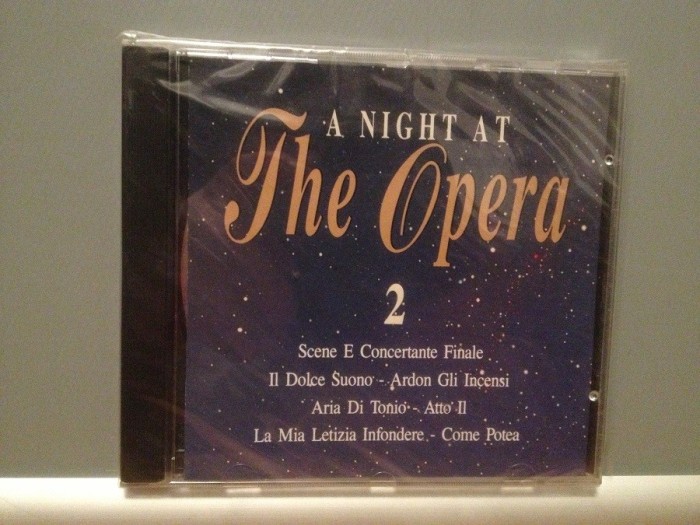 A NIGHT AT
The Opera
2
Scene E Concertante Finale
Il Dolce Suono - Ardon Gli Incensi
Aria Di Tonio - Atto Il
La Mia Letizia Infondere - Come Potea